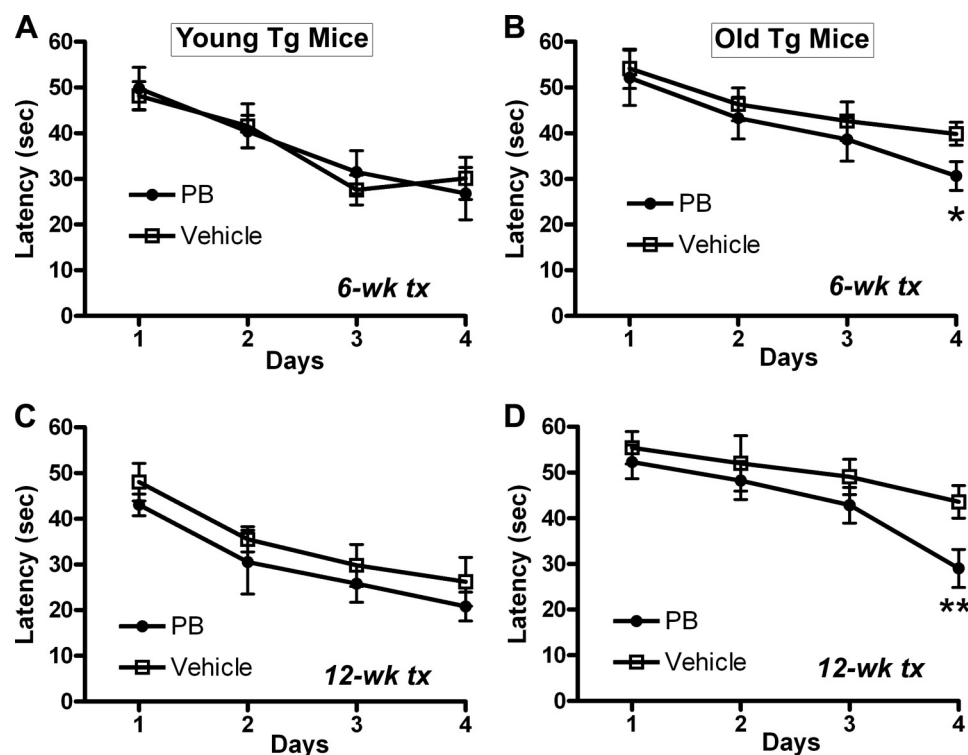 A
Young Tg Mice
60
50
40
30
20
10
0
Latency (sec)
PB
Vehicle
6-wk tx
1 2 3 4
Days
B
Old Tg Mice
60
50
40
30
20
10
0
Latency (sec)
PB
Vehicle
*
6-wk tx
1 2 3 4
Days
C
60
50
40
30
20
10
0
Latency (sec)
PB
Vehicle
12-wk tx
1 2 3 4
Days
D
60
50
40
30
20
10
0
Latency (sec)
**
PB
Vehicle
12-wk tx
1 2 3 4
Days